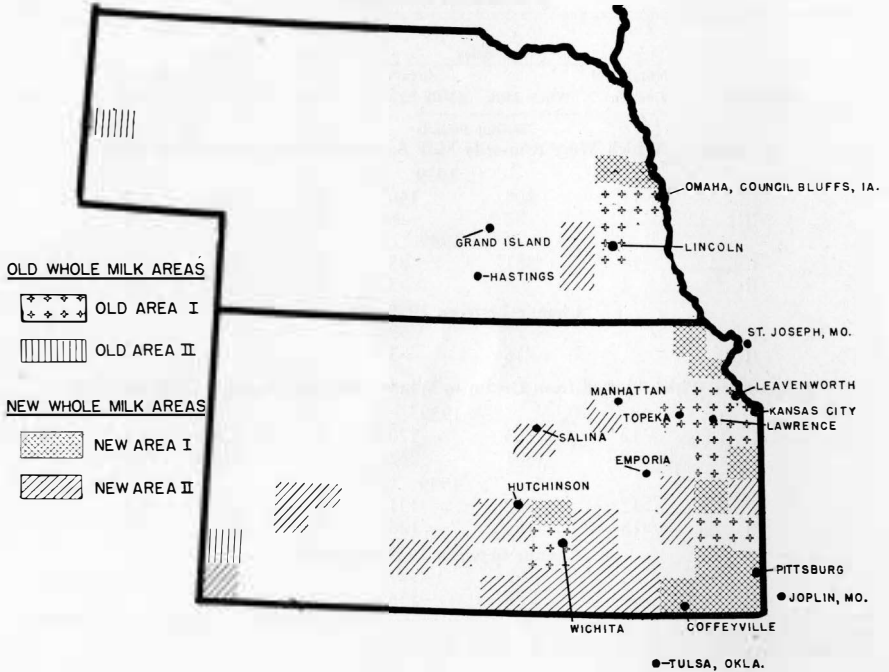 OMAHA, COUNCIL BLUFFS, IA.
GRAND ISLAND
LINCOLN
HASTINGS
OLD WHOLE MILK AREAS
OLD AREA I
OLD AREA II
NEW WHOLE MILK AREAS
NEW AREA I
NEW AREA II
ST. JOSEPH, MO.
LEAVENWORTH
MANHATTAN
KANSAS CITY
TOPEKA
LAWRENCE
SALINA
EMPORIA
HUTCHINSON
PITTSBURG
JOPLIN, MO.
WICHITA
COFFEYVILLE
TULSA, OKLA.